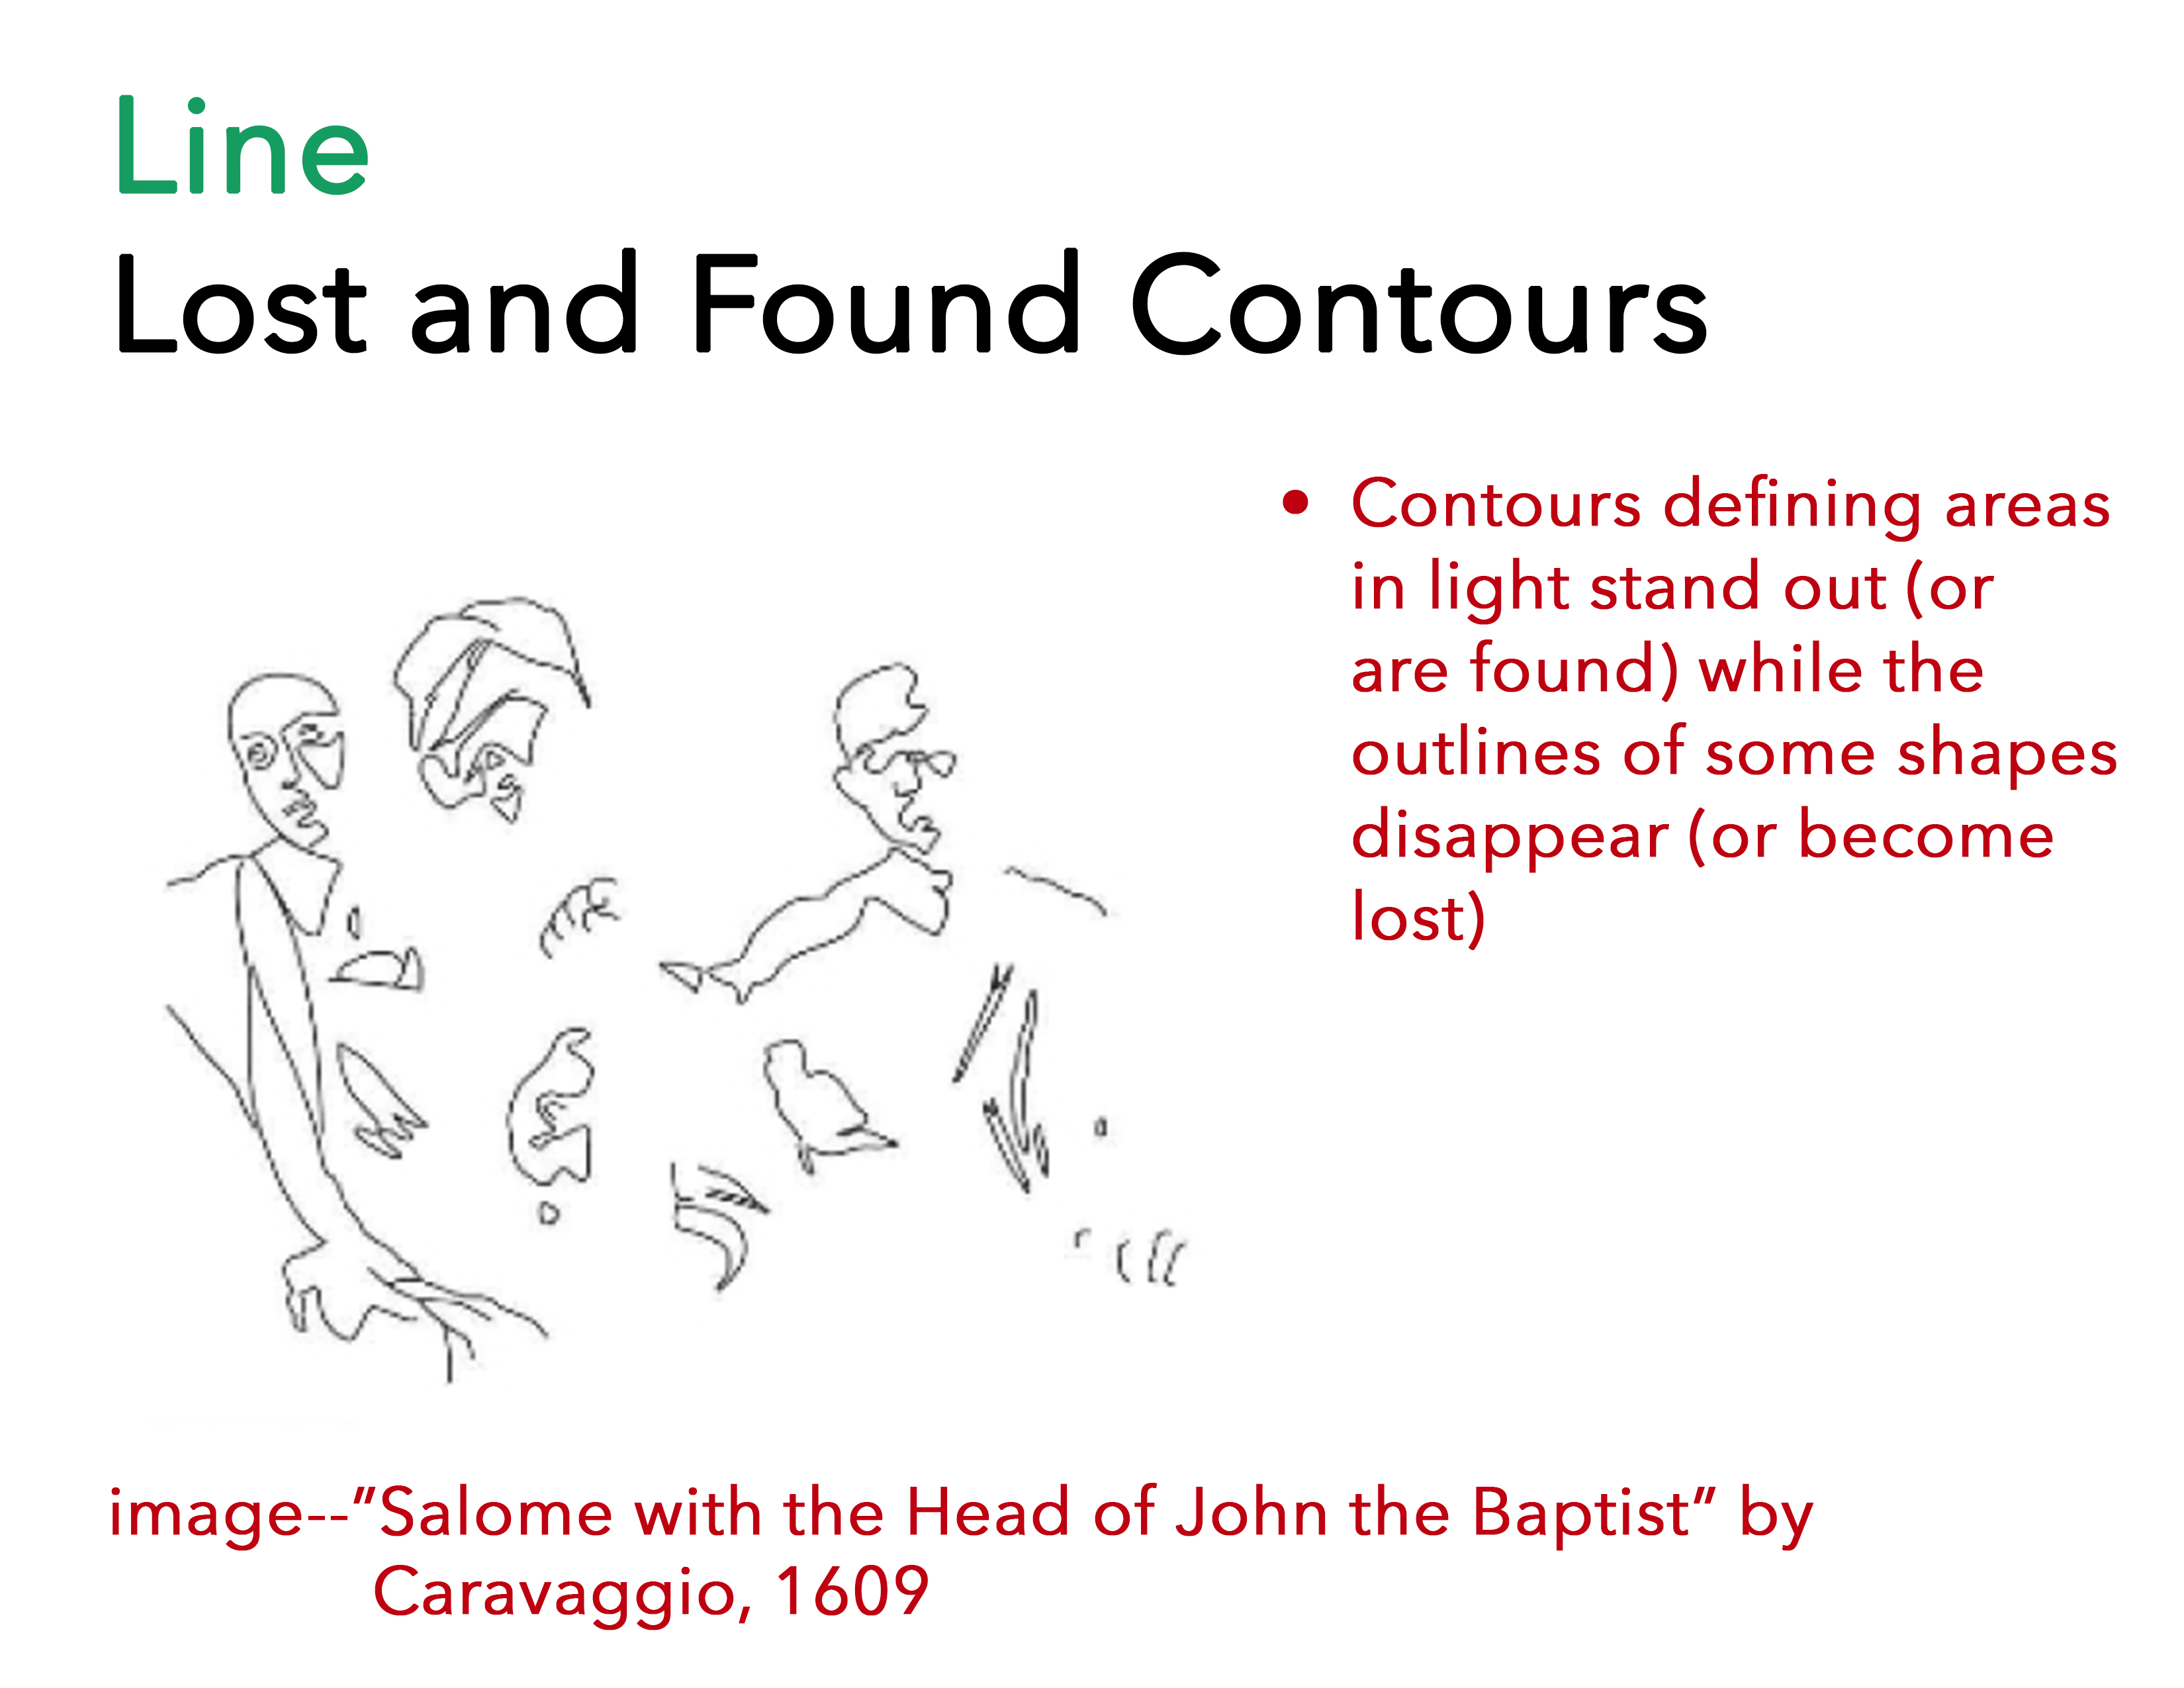 Line
Lost and Found Contours
• Contours defining areas
in light stand out (or
are found) while the
outlines of some shapes
disappear (or become
lost)
image--"Salome with the Head of John the Baptist" by
Caravaggio, 1609